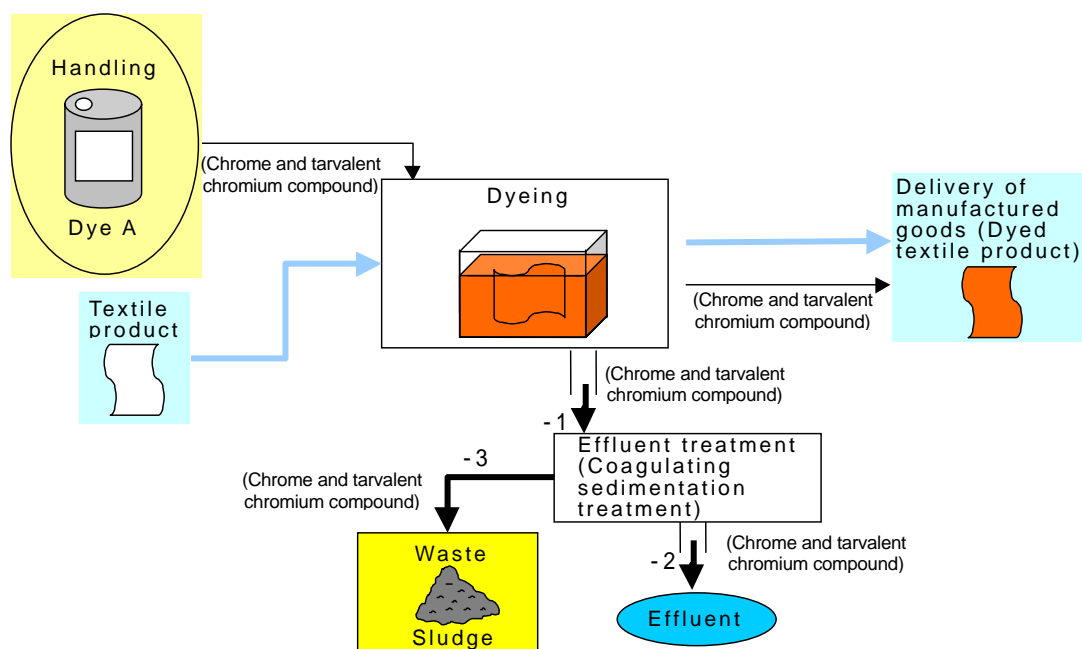 Handling
Dye A
(Chrome and tarvalent
chromium compound)
Dyeing
Delivery of
manufactured
goods (Dyed
textile product)
(Chrome and tarvalent
chromium compound)
Textile
product
(Chrome and tarvalent
chromium compound)
-1
Effluent treatment
(Coagulating
sedimentation
treatment)
-3
(Chrome and tarvalent
chromium compound)
Waste
Sludge
-2
(Chrome and tarvalent
chromium compound)
Effluent